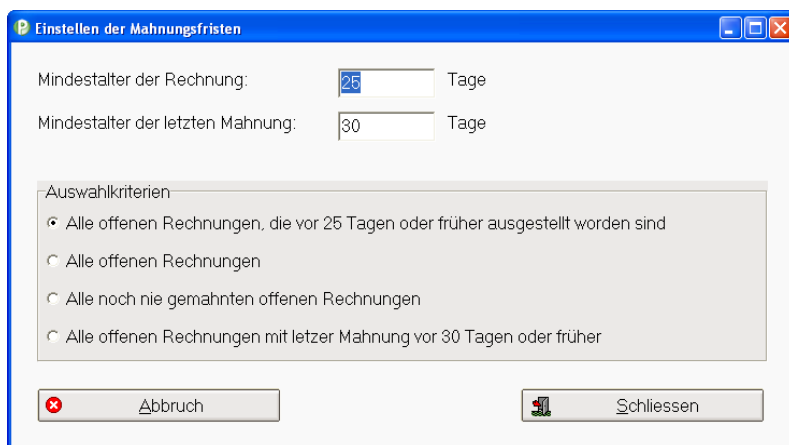 Einstellen der Mahnungsfristen
Mindestalter der Rechnung: 25 Tage
Mindestalter der letzten Mahnung: 30 Tage
Auswahlkriterien
Alle offenen Rechnungen, die vor 25 Tagen oder früher ausgestellt worden sind
Alle offenen Rechnungen
Alle noch nie gemahnten offenen Rechnungen
Alle offenen Rechnungen mit letzer Mahnung vor 30 Tagen oder früher
Abbruch Schliessen